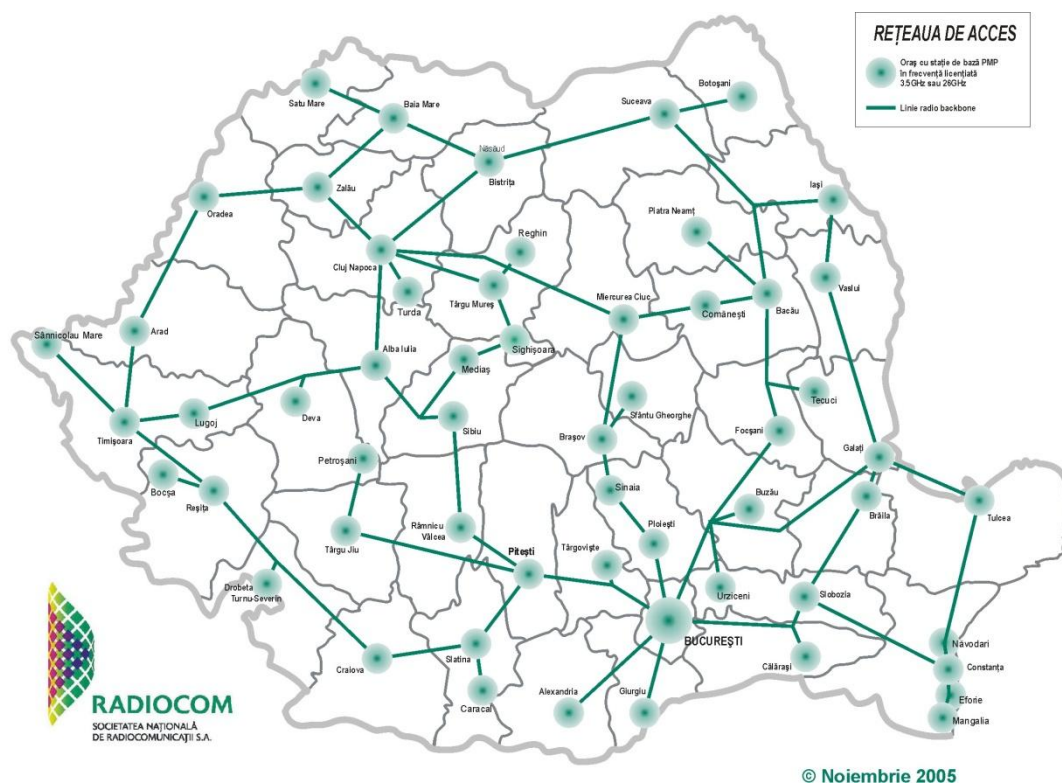 REȚEAUA DE ACCES
Oraș cu stație de bază PMP
în frecvență licențiată
3.5GHz sau 26GHz
Linie radio backbone
Satu Mare
Baia Mare
Botoșani
Suceava
Năsăud
Bistrița
Zalău
Oradea
Iași
Piatra Neamț
Reghin
Cluj Napoca
Turda
Târgu Mureș
Miercurea Ciuc
Comănești
Bacău
Vaslui
Sânnicolau Mare
Arad
Alba Iulia
Sighișoara
Mediaș
Deva
Lugoj
Timișoara
Sibiu
Sfântu Gheorghe
Tecuci
Brașov
Focșani
Galați
Petroșani
Bocșa
Reșița
Sinaia
Buzău
Brăila
Tulcea
Târgu Jiu
Râmnicu
Vâlcea
Pitești
Târgoviște
Ploiești
Drobeta
Turnu-Severin
Urziceni
Slobozia
BUCUREȘTI
Craiova
Slatina
Călărași
Năvodari
Constanța
Caracal
Alexandria
Giurgiu
Eforie
Mangalia
RADIOCOM
SOCIETATEA NAȚIONALĂ
DE RADIOCOMUNICAȚII S.A.
© Noiembrie 2005